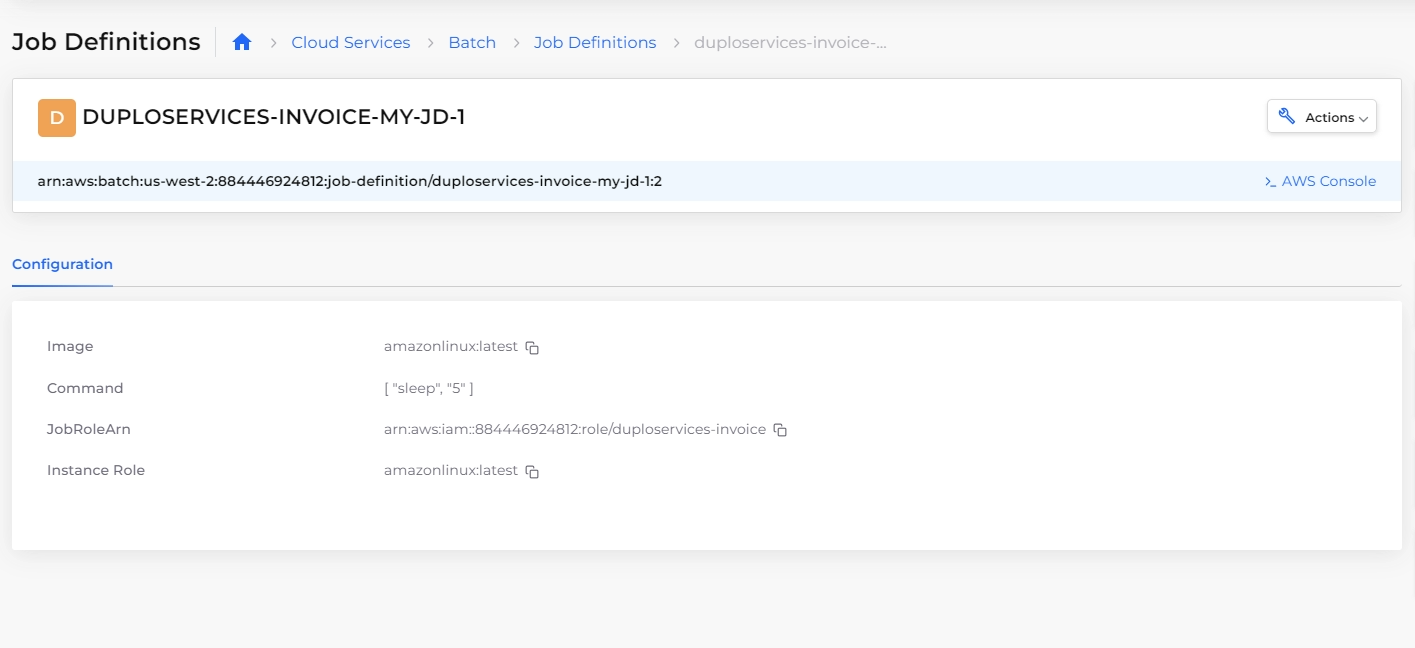 Job Definitions Cloud Services Batch Job Definitions duploservices-invoice-...
D DUPLOSERVICES-INVOICE-MY-JD-1 Actions
arn:aws:batch:us-west-2:884446924812:job-definition/duploservices-invoice-my-jd-1:2 AWS Console
Configuration
Image amazonlinux:latest
Command [ "sleep", "5" ]
JobRoleArn arn:aws:iam::884446924812:role/duploservices-invoice
Instance Role amazonlinux:latest